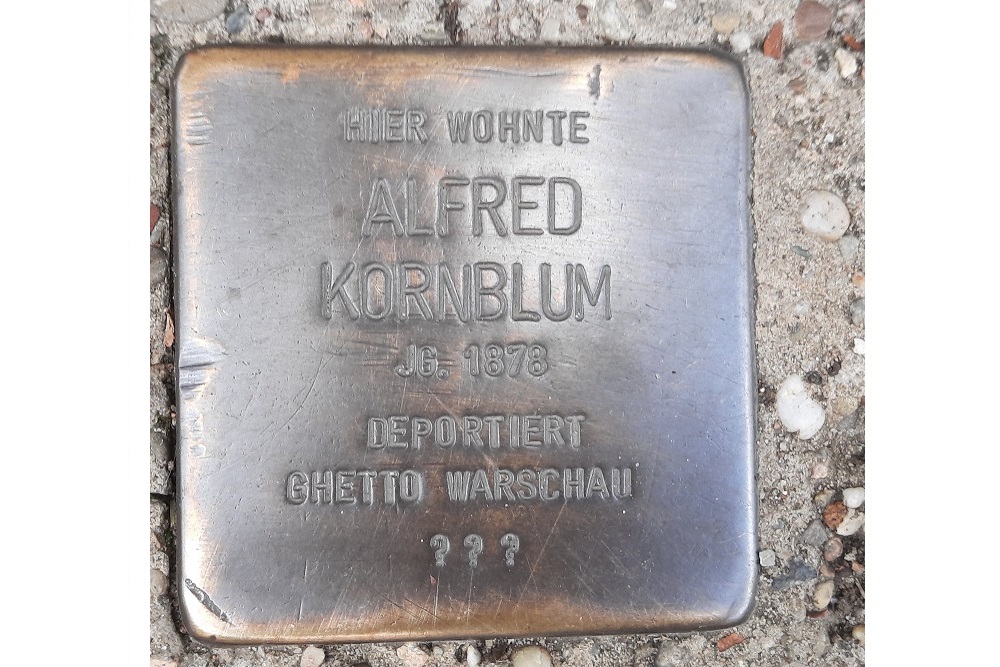 HIER WOHNTE
ALFRED
KORNBLUM
JG. 1878
DEPORTIERT
GHETTO WARSCHAU
???